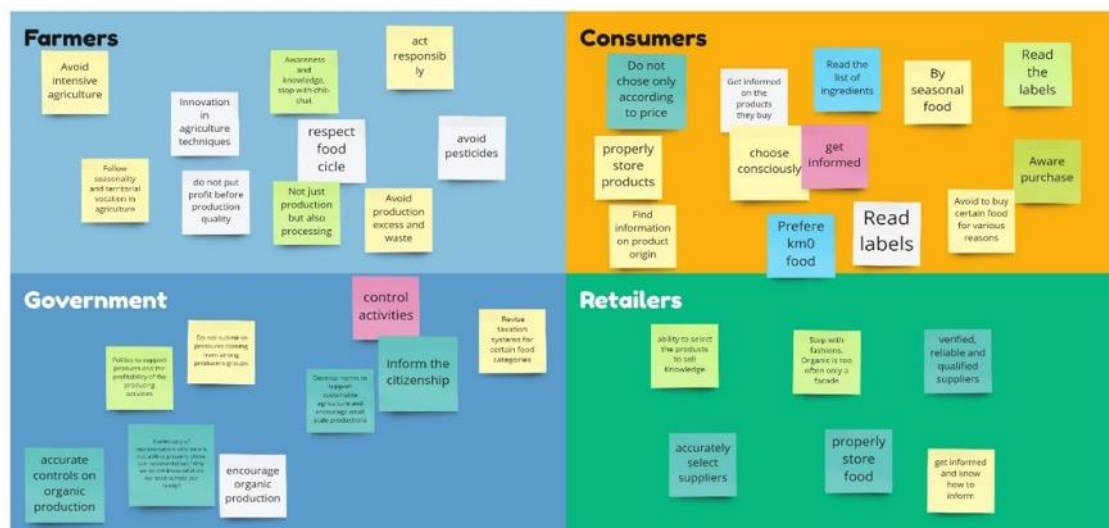 Farmers
Avoid
intensive
agriculture
Innovation
in
agriculture
techniques
Awareness
and
knowledge,
stop with chit-
chat
act
responsib
ly
respect
food
cicle
avoid
pesticides
Follow
seasonality
and territorial
vocation in
agriculture
do not put
profit before
production
quality
Not just
production
but also
processing
Avoid
production
excess and
waste
Consumers
Do not
chose only
according
to price
Get informed
on the
products
they buy
Read the
list of
ingredients
By
seasonal
food
Read
the
labels
properly
store
products
choose
consciously
get
informed
Aware
purchase
Find
information
on product
origin
Prefere
km0
food
Read
labels
Avoid to buy
certain food
for various
reasons
Government
control
activities
Do not submit to
pressures coming
from strong
producers groups
Revise
taxation
systems for
certain food
categories
Politics to support
products and the
profitability of the
producing
activities
Develop norms to
support
sustainable
agriculture and
encourage small
scale productions
inform the
citizenship
accurate
controls on
organic
production
encourage
organic
production
Retailers
ability to select
the products
to sell
Knowledge
Stop with
fashions.
Organic is too
often only a
facade
verified,
reliable and
qualified
suppliers
accurately
select
suppliers
properly
store
food
get informed
and know
how to
inform